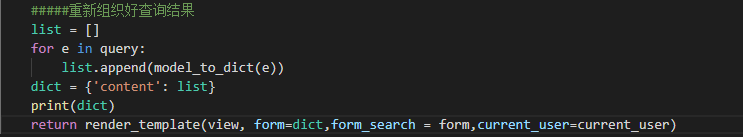 #####重新组织好查询结果
list = []
for e in query:
    list.append(model_to_dict(e))
dict = {'content': list}
print(dict)
return render_template(view, form=dict,form_search = form,current_user=current_user)